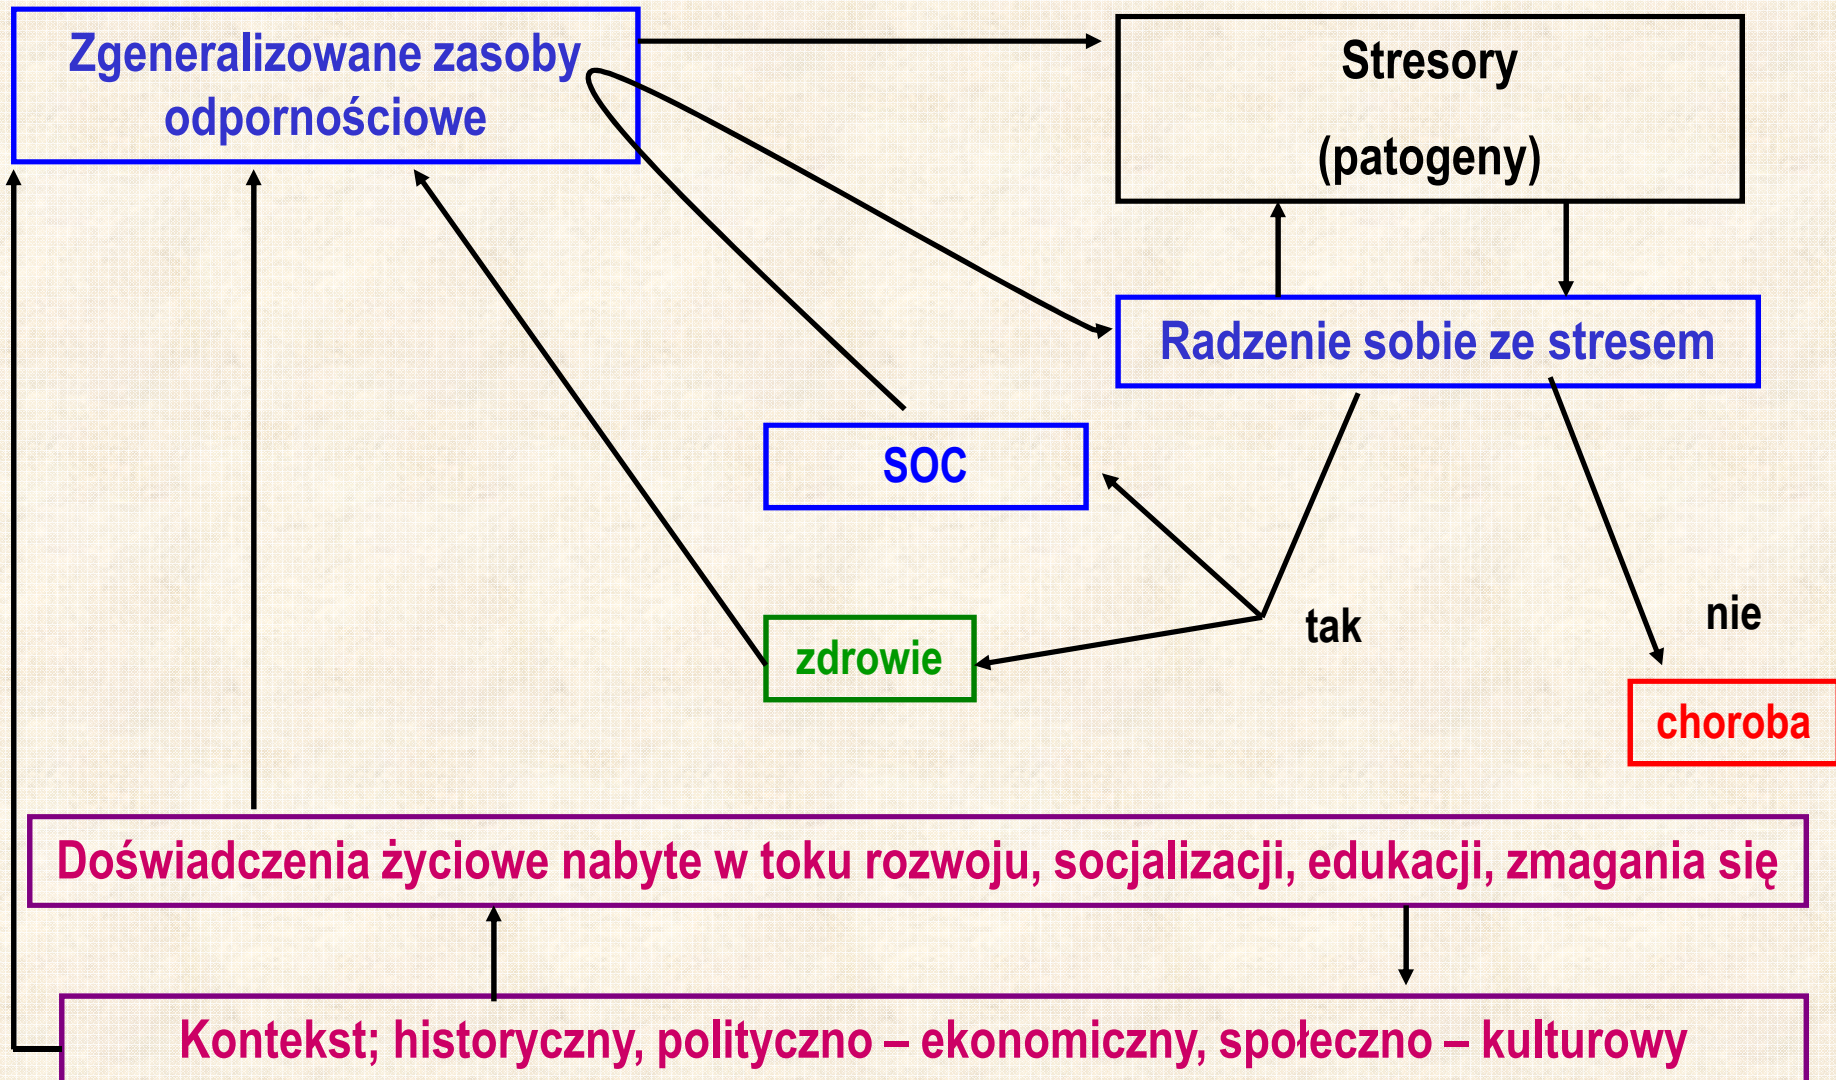 Zgeneralizowane zasoby
odpornościowe
Stresory
(patogeny)
Radzenie sobie ze stresem
SOC
tak
nie
zdrowie
choroba
Doświadczenia życiowe nabyte w toku rozwoju, socjalizacji, edukacji, zmagania się
Kontekst; historyczny, polityczno – ekonomiczny, społeczno – kulturowy